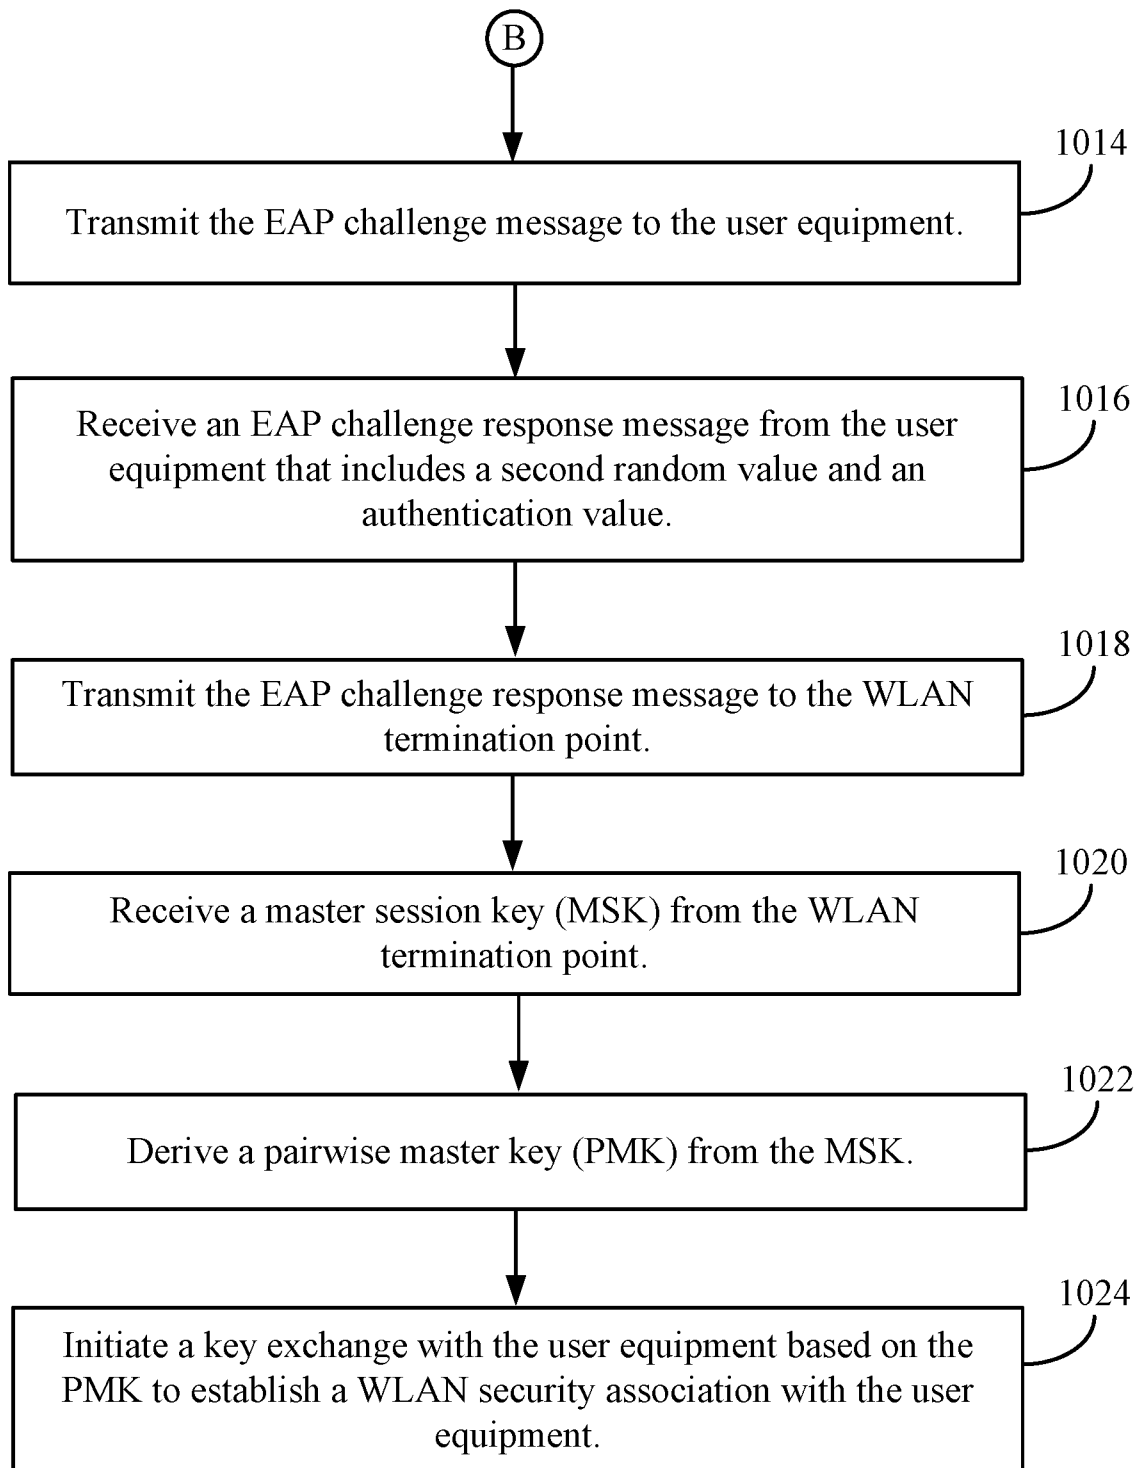 B
1014
Transmit the EAP challenge message to the user equipment.
1016
Receive an EAP challenge response message from the user
equipment that includes a second random value and an
authentication value.
1018
Transmit the EAP challenge response message to the WLAN
termination point.
1020
Receive a master session key (MSK) from the WLAN
termination point.
1022
Derive a pairwise master key (PMK) from the MSK.
1024
Initiate a key exchange with the user equipment based on the
PMK to establish a WLAN security association with the user
equipment.